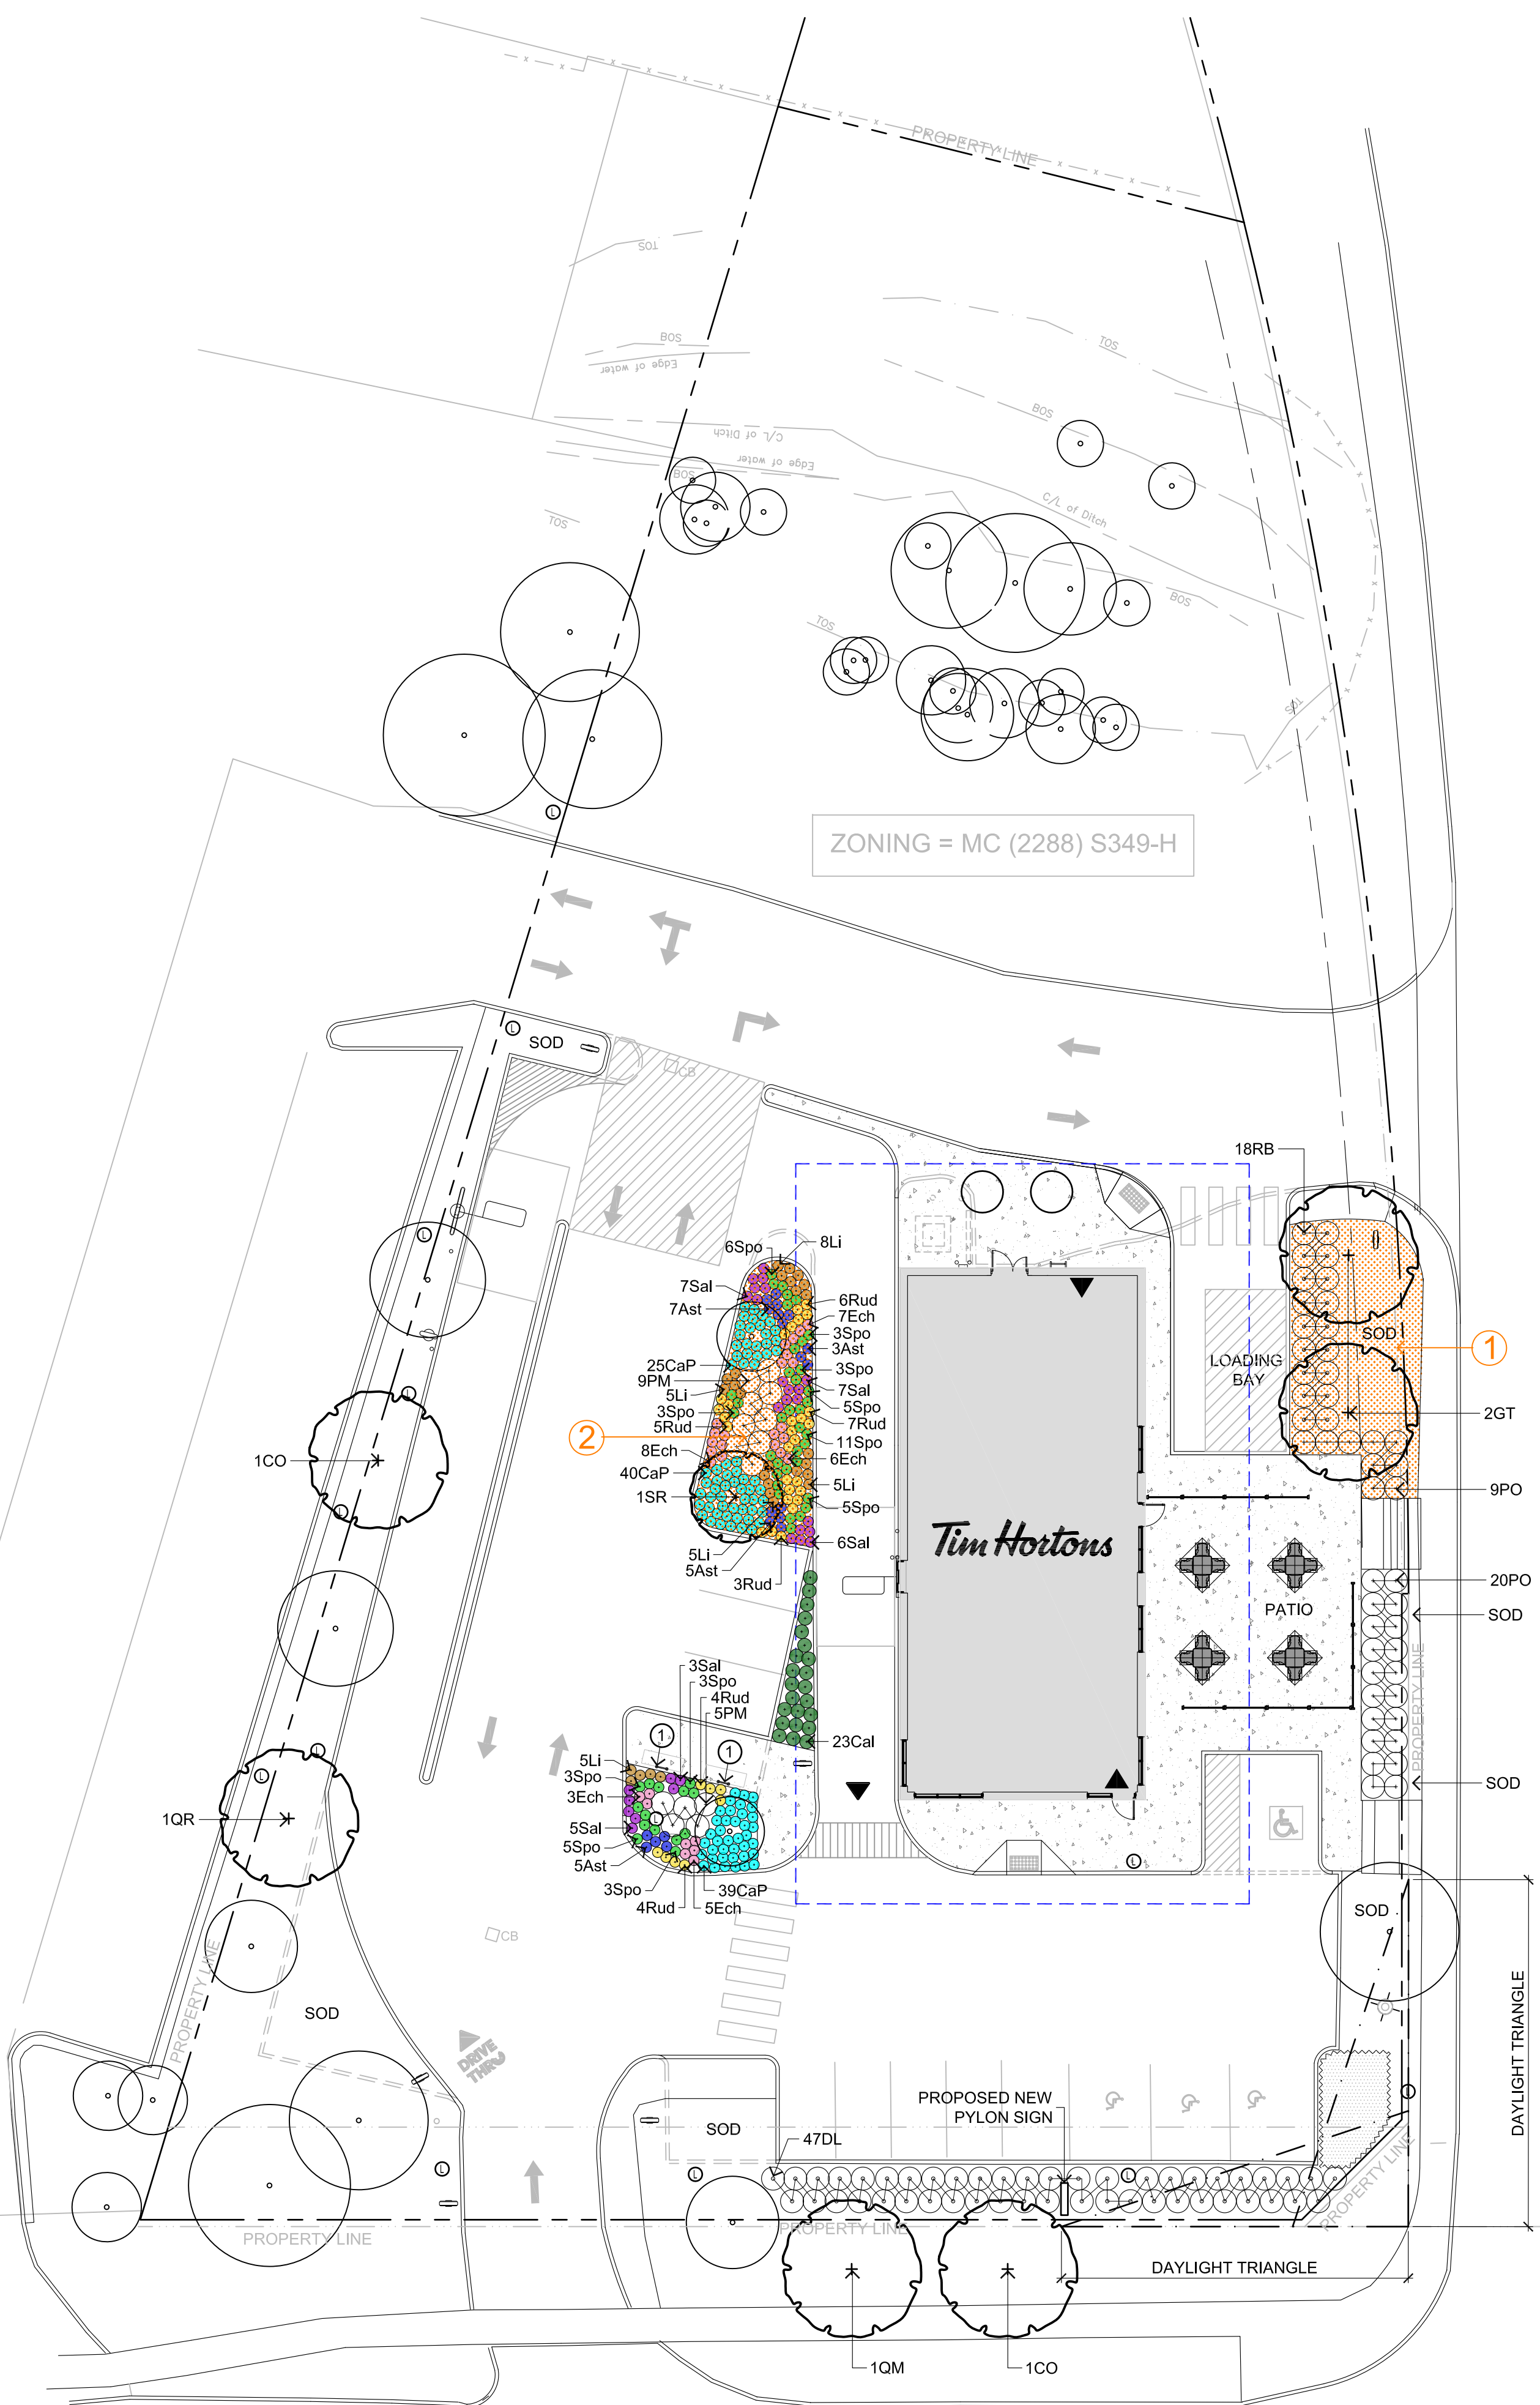 PROPERTY LINE
TOS
BOS
Edge of water
TOS
BOS
C/L of Ditch
Edge of water
BOS
C/L of Ditch
TOS
BOS
TOS
TOS
ZONING = MC (2288) S349-H
L
L
SOD
CB
18RB
6Spo
8Li
7Sal
7Ast
6Rud
7Ech
3Spo
3Ast
25CaP
3Spo
9PM
7Sal
5Li
5Spo
3Spo
7Rud
5Rud
11Spo
2
8Ech
6Ech
40CaP
5Li
1SR
5Spo
5Li
6Sal
5Ast
3Rud
SOD
1
LOADING
BAY
2GT
9PO
L
L
1CO
L
Tim Hortons
20PO
PATIO
SOD
PROPERTY LINE
SOD
3Sal
3Spo
4Rud
5PM
1
1
23Cal
5Li
3Spo
3Ech
L
5Sal
5Spo
5Ast
3Spo
39CaP
4Rud
5Ech
L
L
1QR
L
SOD
CB
PROPERTY LINE
SOD
DRIVE
THRU
DAYLIGHT TRIANGLE
PROPOSED NEW
PYLON SIGN
SOD
47DL
L
L
L
L
PROPERTY LINE
PROPERTY LINE
PROPERTY LINE
DAYLIGHT TRIANGLE
1QM
1CO